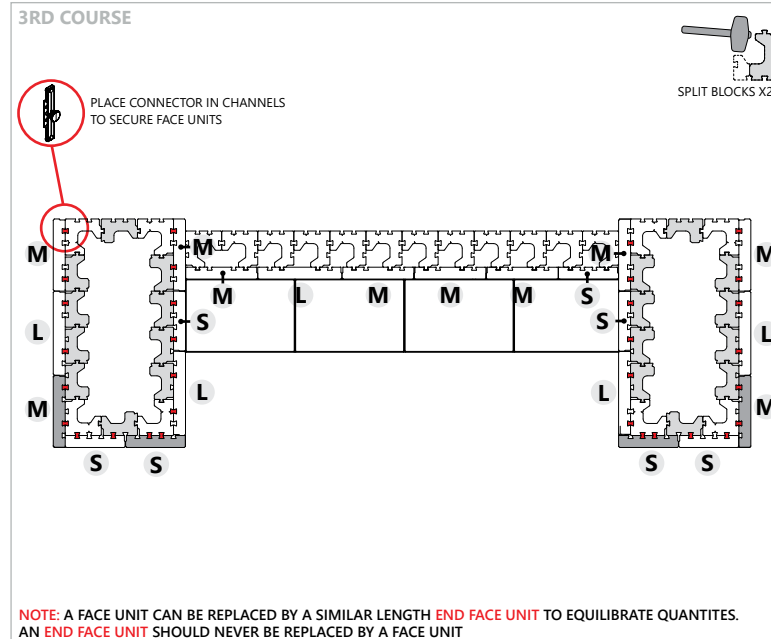 3RD COURSE
SPLIT BLOCKS X2
PLACE CONNECTOR IN CHANNELS
TO SECURE FACE UNITS
M
M
M
M
M
L
M
M
M
S
L
S
S
L
L
L
M
M
S
S
S
S
NOTE: A FACE UNIT CAN BE REPLACED BY A SIMILAR LENGTH END FACE UNIT TO EQUILIBRATE QUANTITES.
AN END FACE UNIT SHOULD NEVER BE REPLACED BY A FACE UNIT